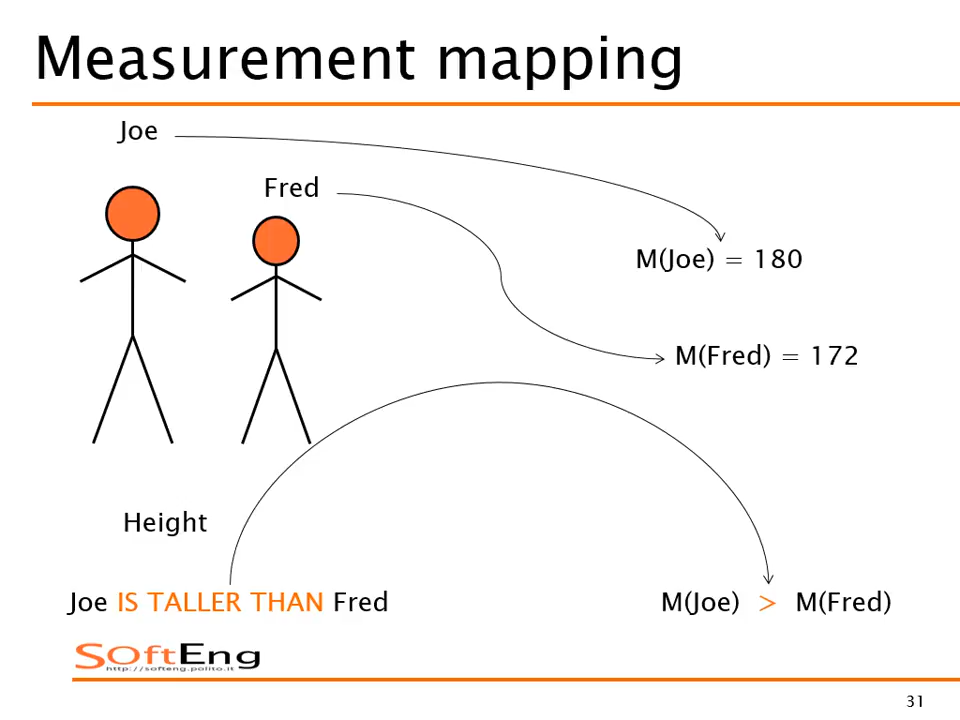 Measurement mapping
Joe
Fred
M(Joe) = 180
M(Fred) = 172
Height
Joe IS TALLER THAN Fred
M(Joe) > M(Fred)
SOftEng
http://softeng.polito.it
31